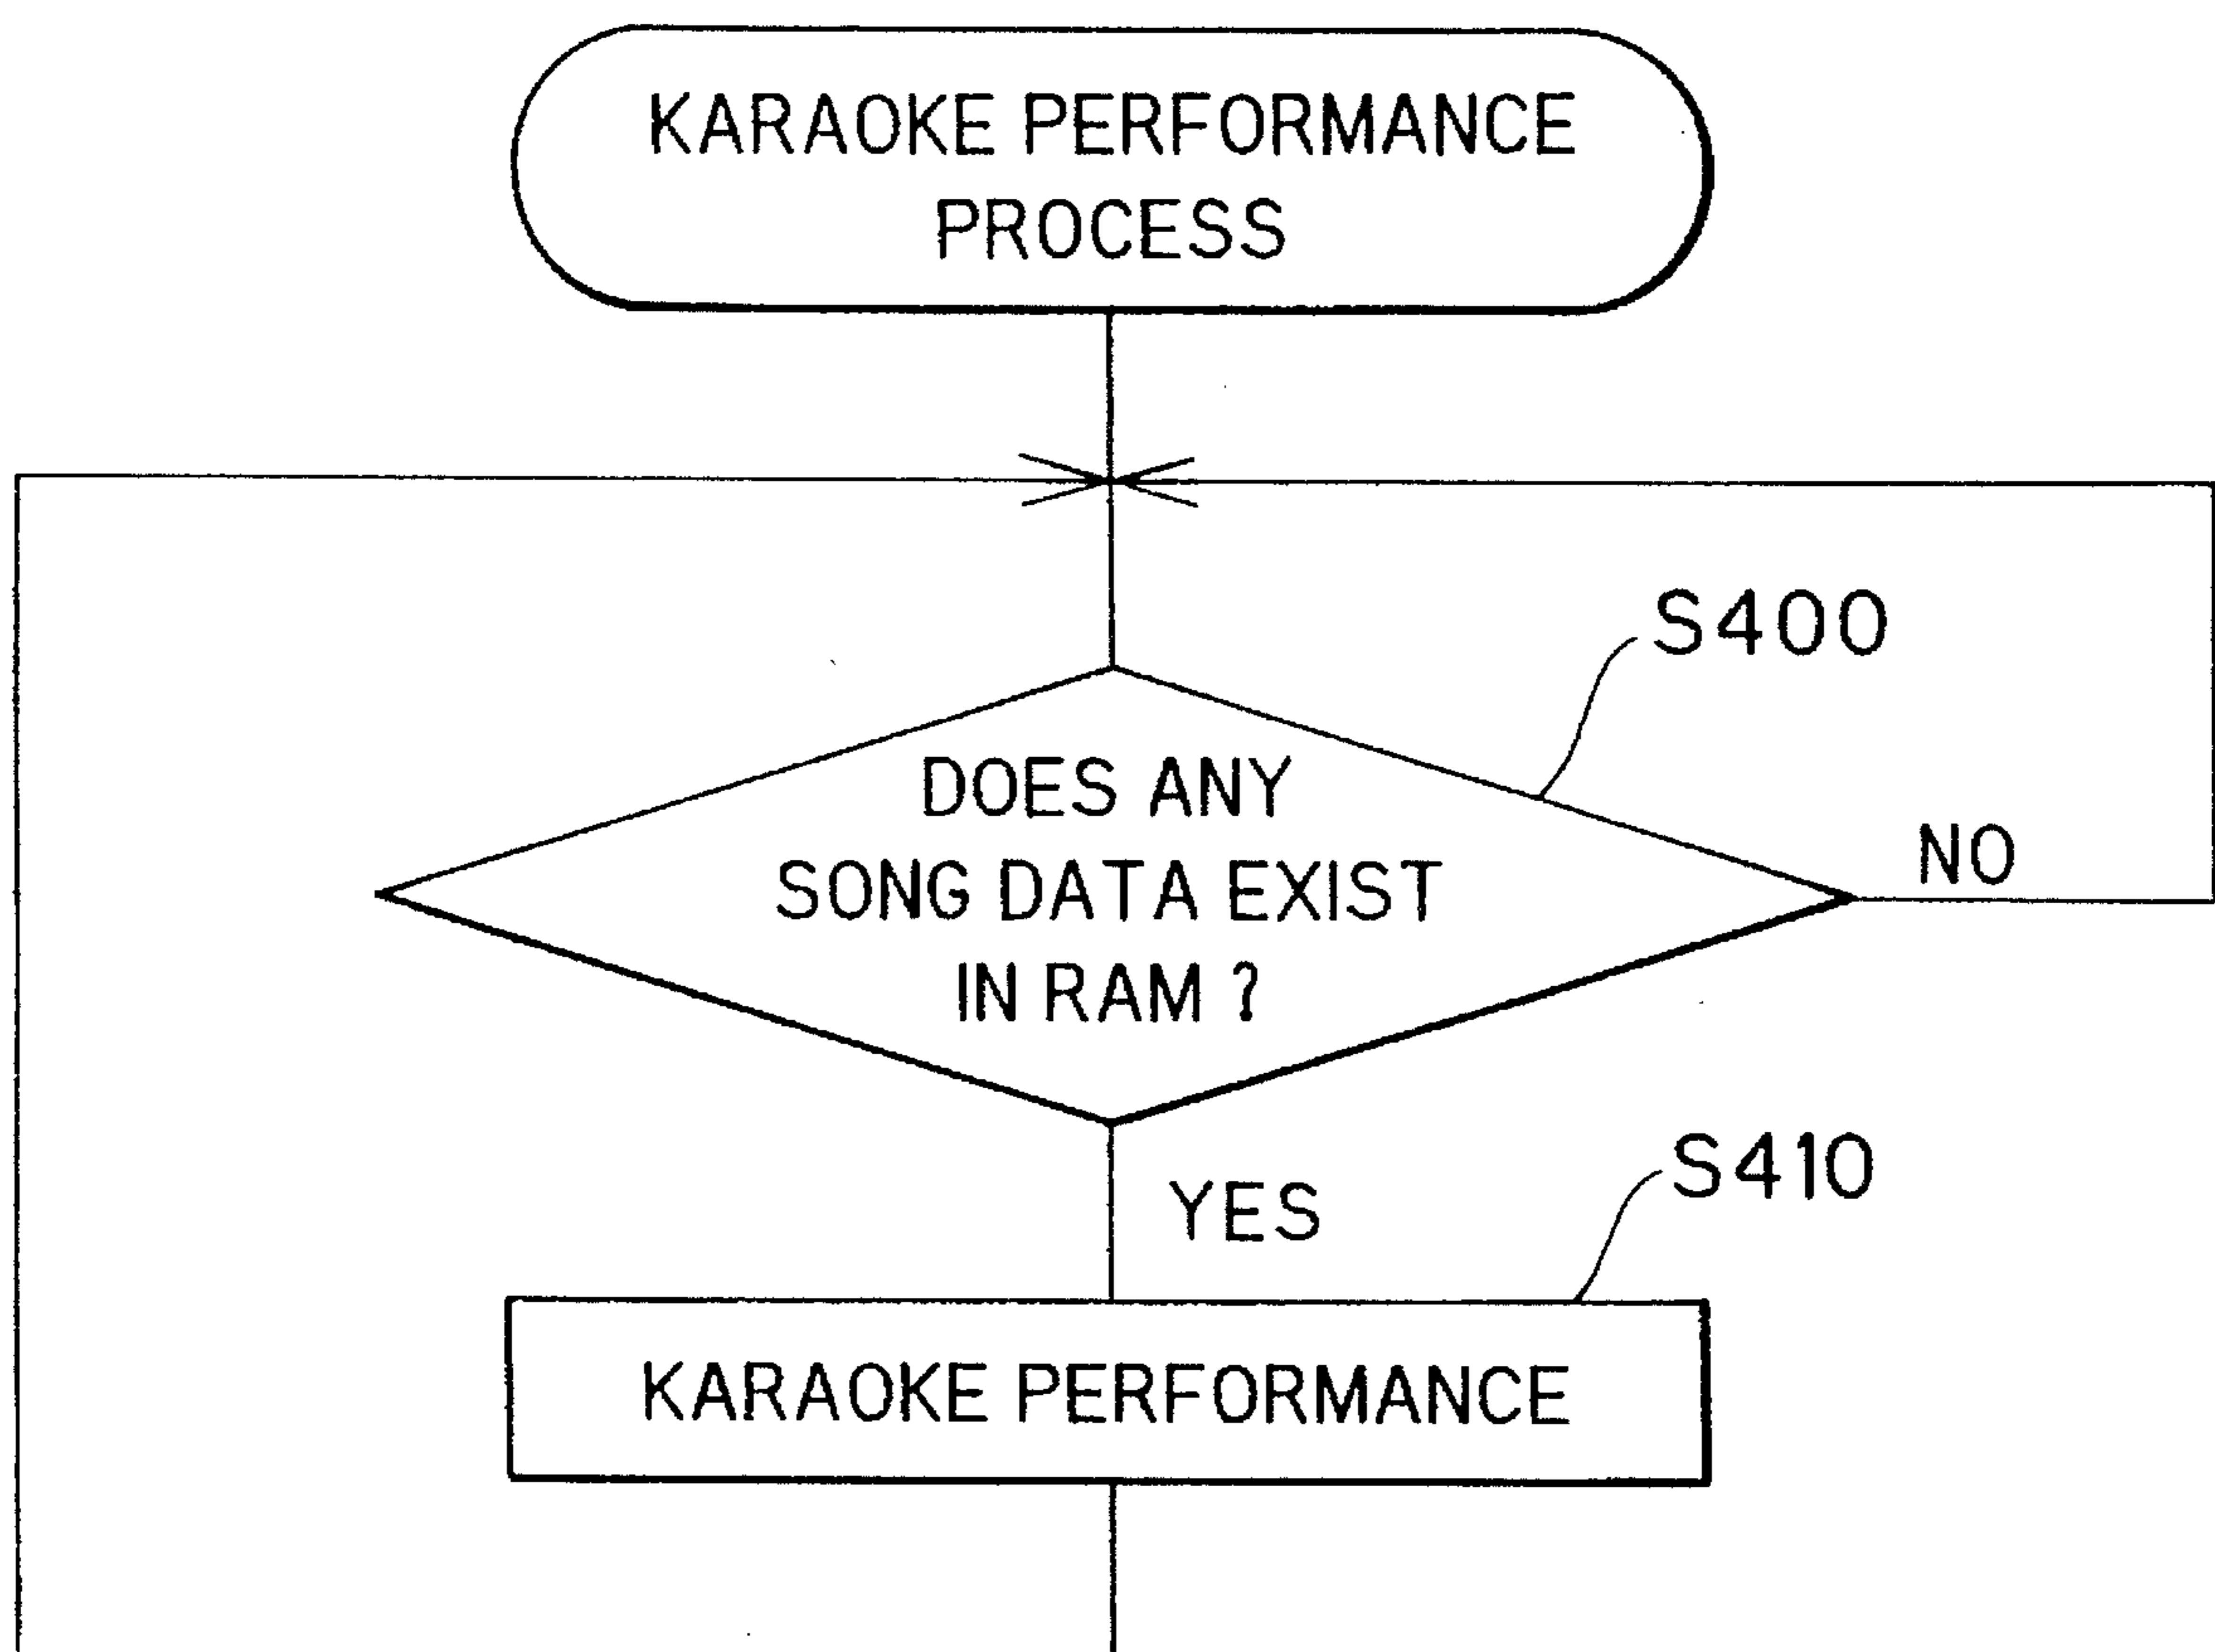 KARAOKE PERFORMANCE
PROCESS
S400
DOES ANY
SONG DATA EXIST
IN RAM ?
NO
YES
S410
KARAOKE PERFORMANCE